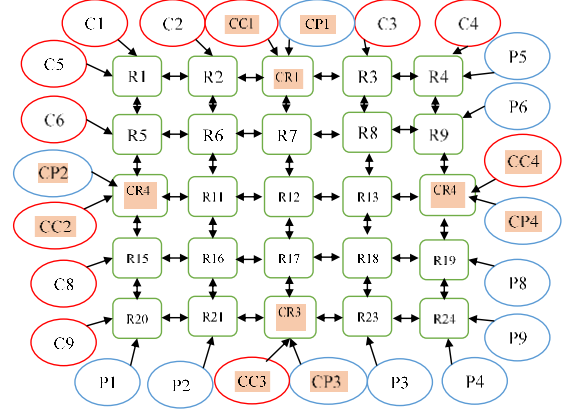 C1 C2 CC1 CP1 C3 C4
C5 R1 R2 CR1 R3 R4 P5
C6 R5 R6 R7 R8 R9 P6
CP2 CR4 R11 R12 R13 CR4 CC4
CC2 CP4
C8 R15 R16 R17 R18 R19 P8
C9 R20 R21 CR3 R23 R24 P9
P1 P2 CC3 CP3 P3 P4